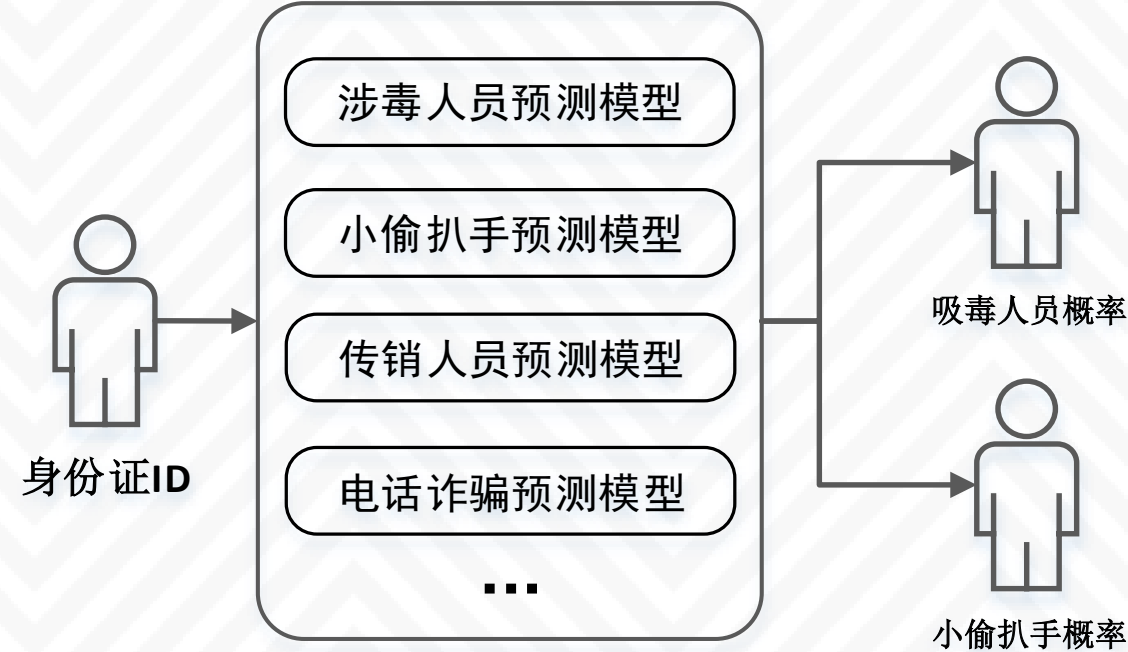 身份证ID
涉毒人员预测模型
小偷扒手预测模型
传销人员预测模型
电话诈骗预测模型
...
吸毒人员概率
小偷扒手概率